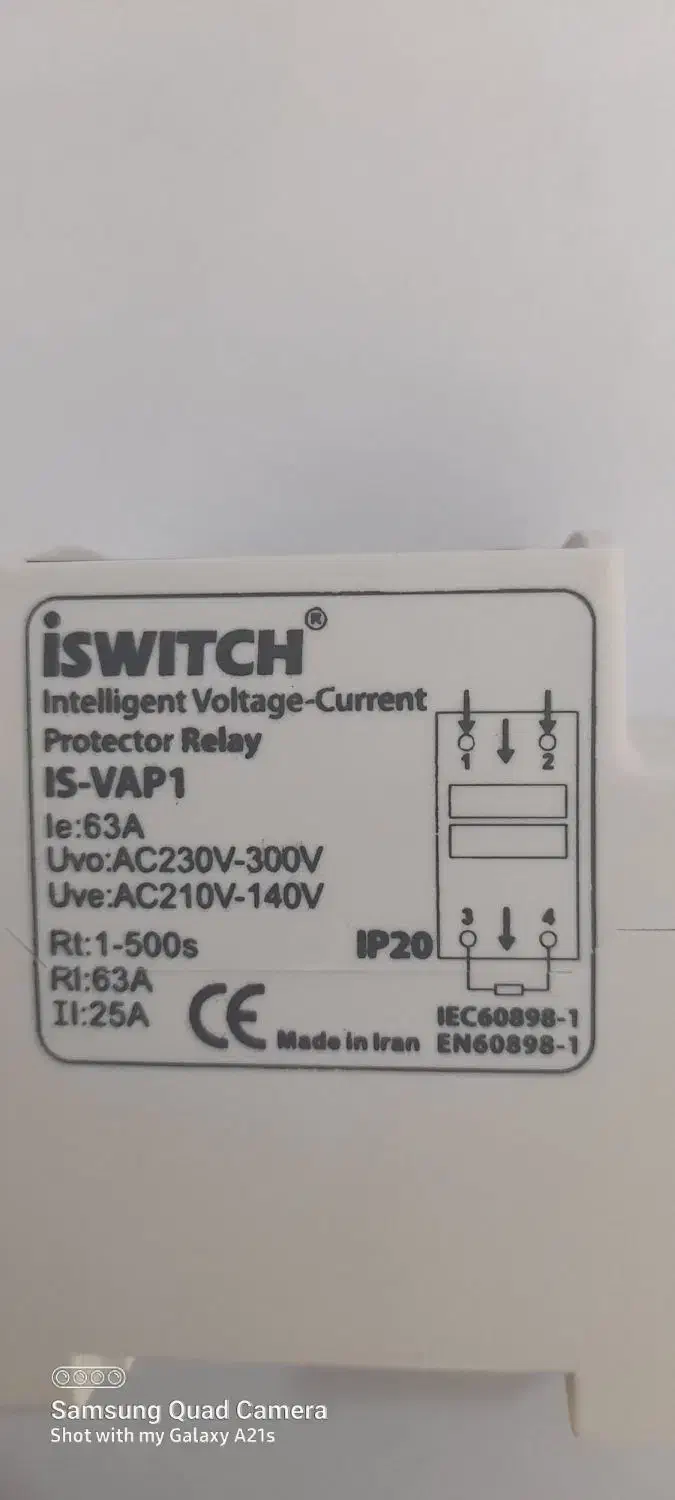 iSWITCH®
Intelligent Voltage-Current
Protector Relay
IS-VAP1
Ie:63A
Uvo:AC230V-300V
Uve:AC210V-140V
Rt:1-500s
RI:63A
II:25A
CE
Made in Iran
IP20
1 2
3 4
IEC60898-1
EN60898-1
Samsung Quad Camera
Shot with my Galaxy A21s